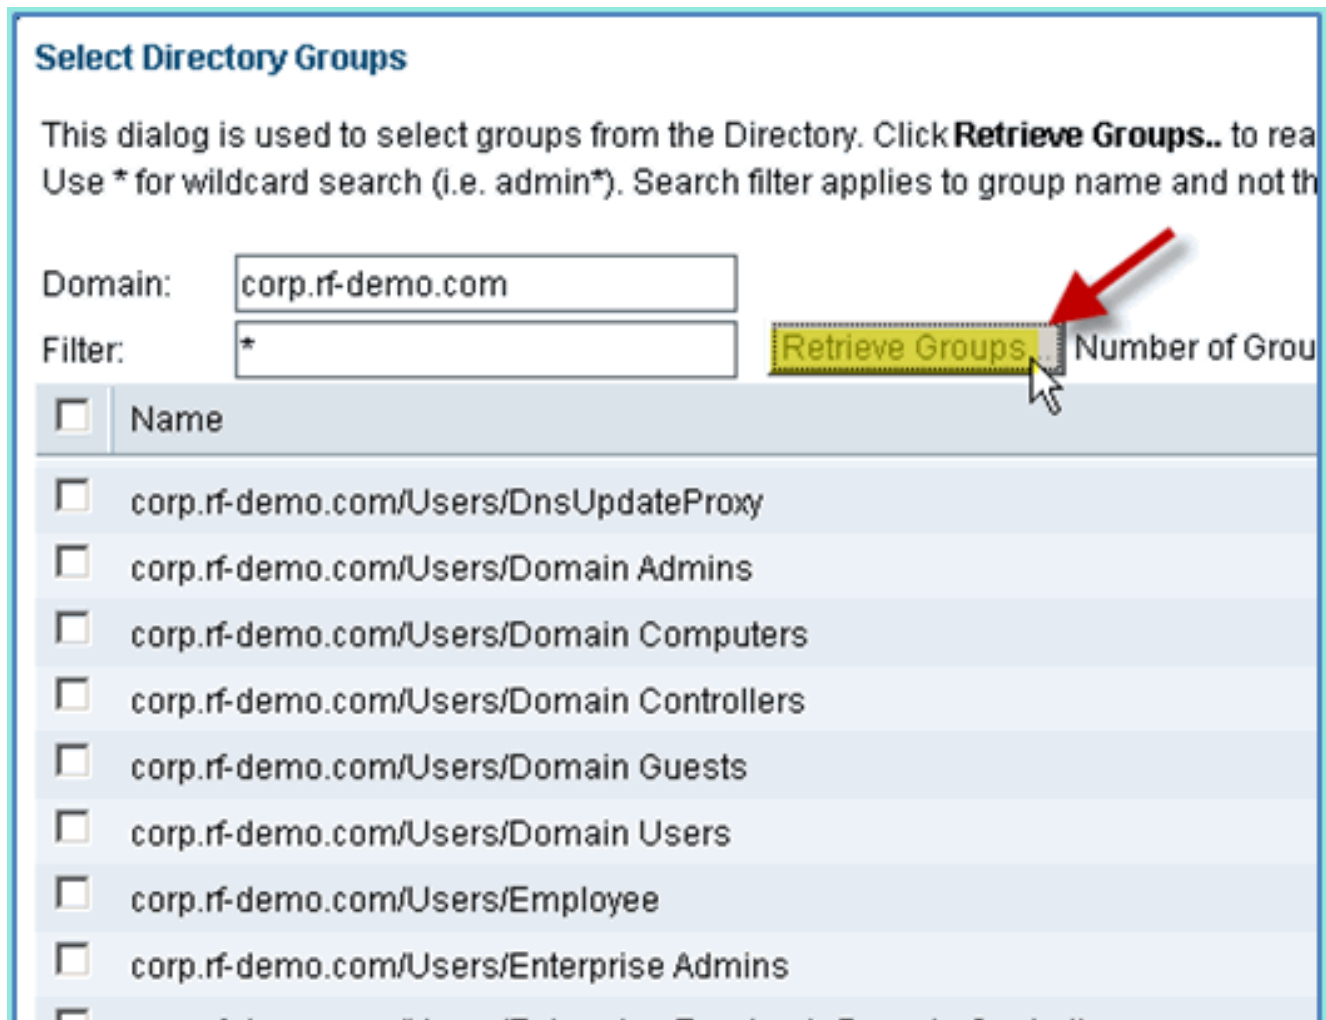 Select Directory Groups
This dialog is used to select groups from the Directory. Click Retrieve Groups.. to rea
Use * for wildcard search (i.e. admin*). Search filter applies to group name and not th
Domain: corp.rf-demo.com
Filter: * Retrieve Groups... Number of Grou
Name
corp.rf-demo.com/Users/DnsUpdateProxy
corp.rf-demo.com/Users/Domain Admins
corp.rf-demo.com/Users/Domain Computers
corp.rf-demo.com/Users/Domain Controllers
corp.rf-demo.com/Users/Domain Guests
corp.rf-demo.com/Users/Domain Users
corp.rf-demo.com/Users/Employee
corp.rf-demo.com/Users/Enterprise Admins